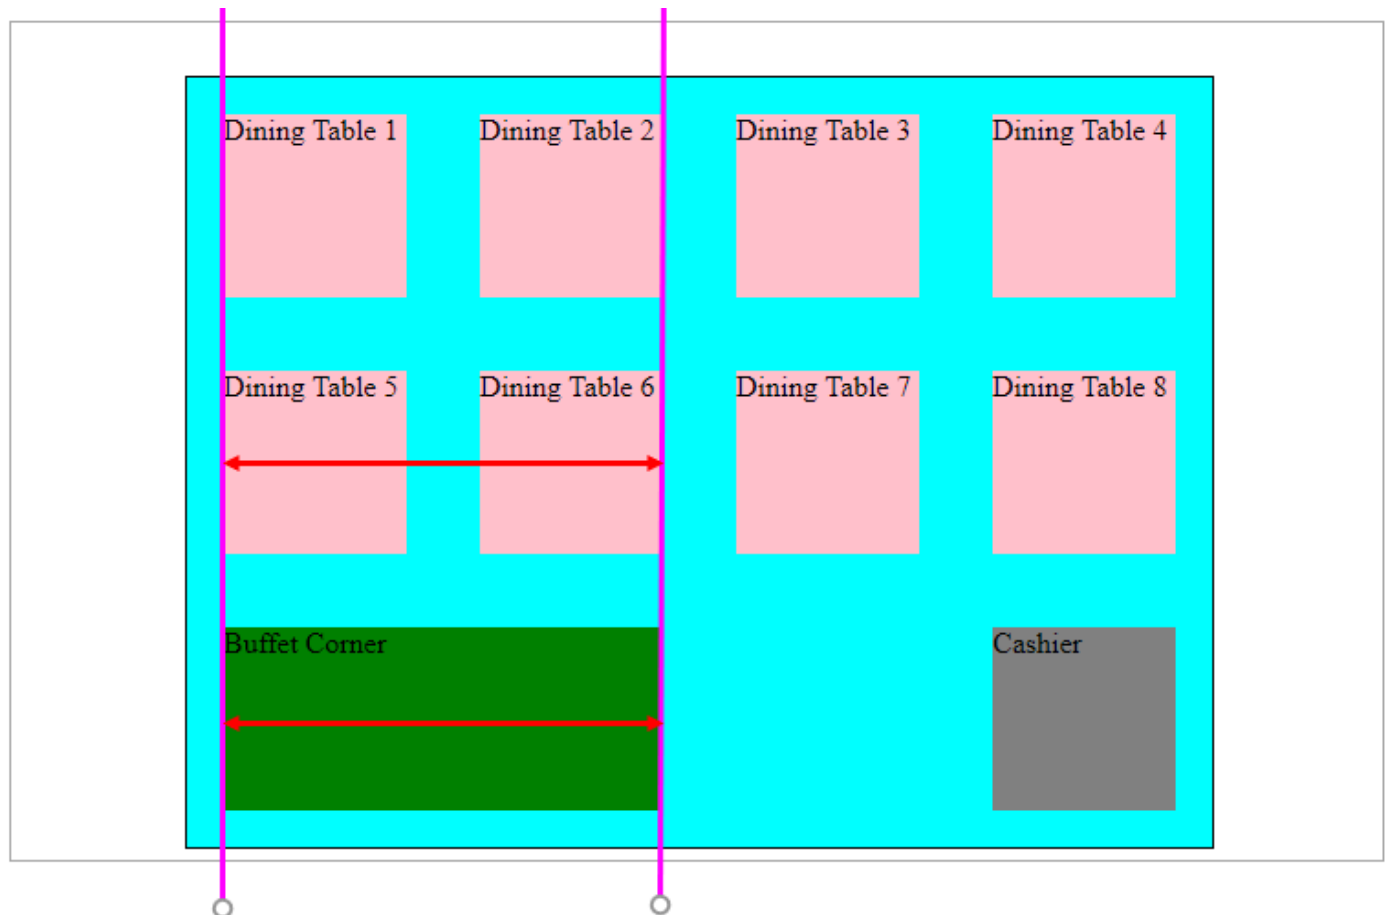 Dining Table 1
Dining Table 2
Dining Table 3
Dining Table 4
Dining Table 5
Dining Table 6
Dining Table 7
Dining Table 8
Buffet Corner
Cashier